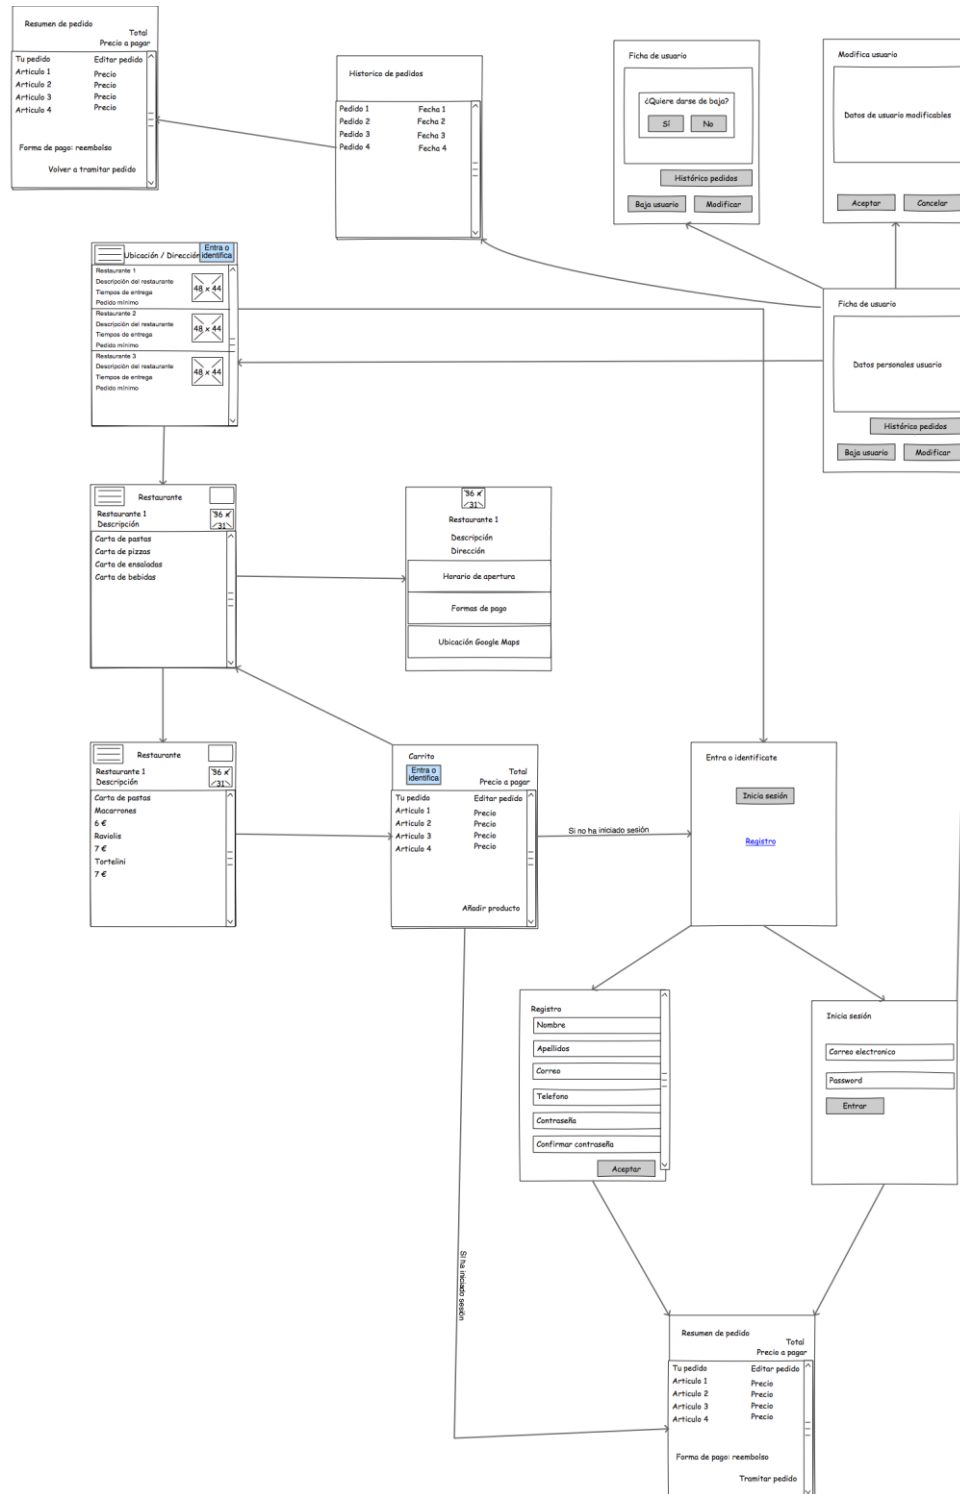 Resumen de pedido
Total
Precio a pagar
Tu pedido Editar pedido
Articulo 1 Precio
Articulo 2 Precio
Articulo 3 Precio
Articulo 4 Precio
Forma de pago: reembolso
Volver a tramitar pedido
Historico de pedidos
Pedido 1 Fecha 1
Pedido 2 Fecha 2
Pedido 3 Fecha 3
Pedido 4 Fecha 4
Ficha de usuario
¿Quiere darse de baja?
Sí No
Histórico pedidos
Baja usuario Modificar
Modifica usuario
Datos de usuario modificables
Aceptar Cancelar
Ubicación / Dirección
Entra o
identifica
Restaurante 1
Descripción del restaurante
Tiempos de entrega
Pedido mínimo
48 x 44
Restaurante 2
Descripción del restaurante
Tiempos de entrega
Pedido mínimo
48 x 44
Restaurante 3
Descripción del restaurante
Tiempos de entrega
Pedido mínimo
48 x 44
Ficha de usuario
Datos personales usuario
Histórico pedidos
Baja usuario Modificar
Restaurante
Restaurante 1
Descripción
36 x
31
Carta de pastas
Carta de pizzas
Carta de ensaladas
Carta de bebidas
36 x
31
Restaurante 1
Descripción
Dirección
Horario de apertura
Formas de pago
Ubicación Google Maps
Restaurante
Restaurante 1
Descripción
36 x
31
Carta de pastas
Macarrones
6 €
Raviolis
7 €
Tortelini
7 €
Carrito
Entra o
identifica
Total
Precio a pagar
Tu pedido Editar pedido
Articulo 1 Precio
Articulo 2 Precio
Articulo 3 Precio
Articulo 4 Precio
Añadir producto
Si no ha iniciado sesión
Entra o identificate
Inicia sesión
Registro
Registro
Nombre
Apellidos
Correo
Telefono
Contraseña
Confirmar contraseña
Aceptar
Inicia sesión
Correo electronico
Password
Entrar
Si ha iniciado sesión
Resumen de pedido
Total
Precio a pagar
Tu pedido Editar pedido
Articulo 1 Precio
Articulo 2 Precio
Articulo 3 Precio
Articulo 4 Precio
Forma de pago: reembolso
Tramitar pedido